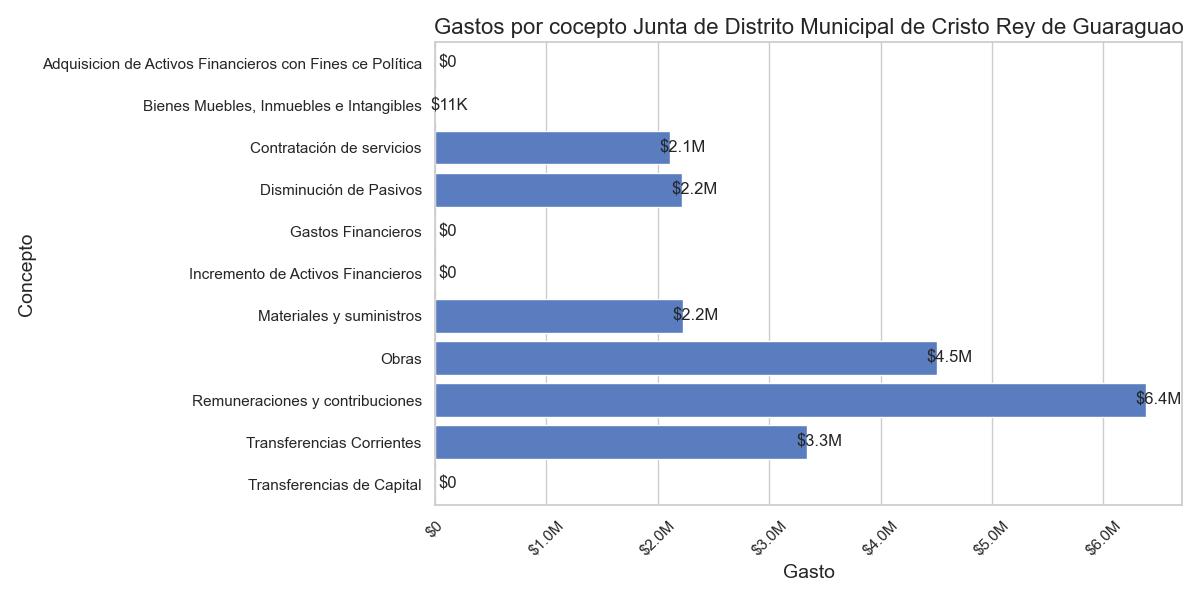 Gastos por cocepto Junta de Distrito Municipal de Cristo Rey de Guaraguao
Concepto
Adquisicion de Activos Financieros con Fines ce Política $0
Bienes Muebles, Inmuebles e Intangibles $11K
Contratación de servicios $2.1M
Disminución de Pasivos $2.2M
Gastos Financieros $0
Incremento de Activos Financieros $0
Materiales y suministros $2.2M
Obras $4.5M
Remuneraciones y contribuciones $6.4M
Transferencias Corrientes $3.3M
Transferencias de Capital $0
$0 $1.0M $2.0M $3.0M $4.0M $5.0M $6.0M
Gasto